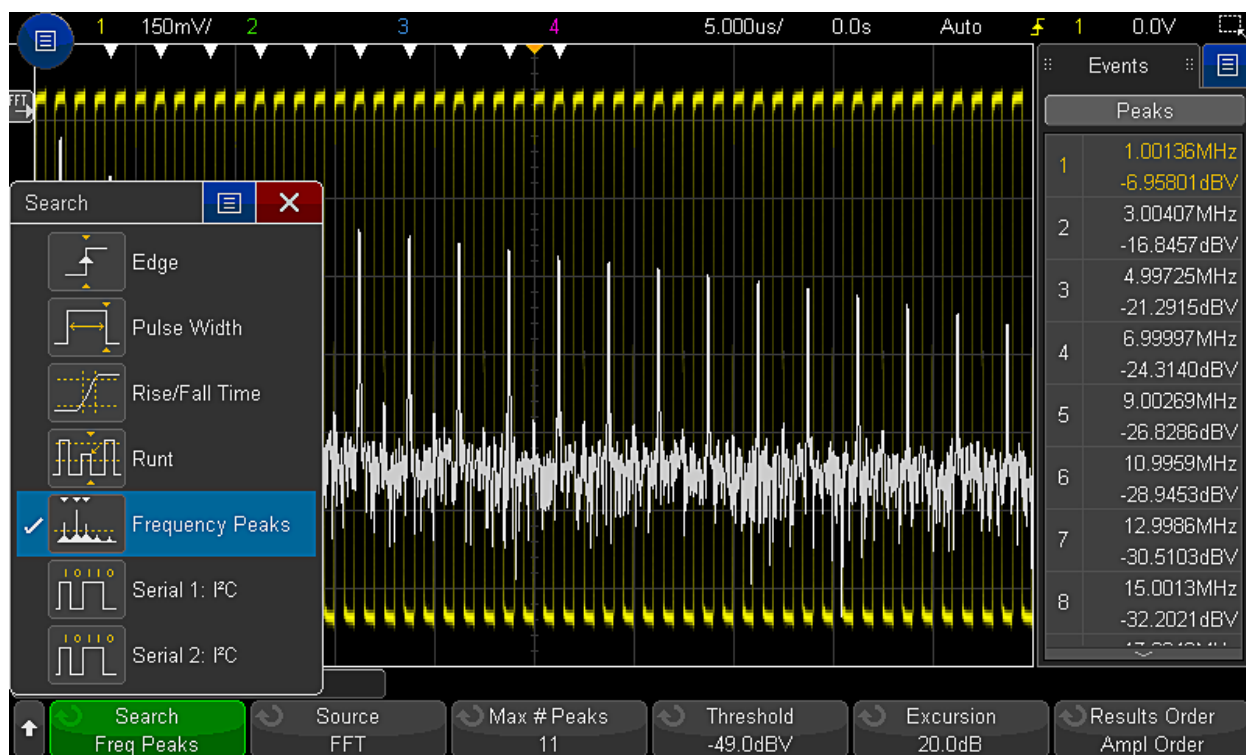 1 150mV/ 2 3 4 5.000us/ 0.0s Auto 1 0.0V
FFT
Events
Peaks
1 1.00136MHz
-6.95801dBV
2 3.00407MHz
-16.8457dBV
3 4.99725MHz
-21.2915dBV
4 6.99997MHz
-24.3140dBV
5 9.00269MHz
-26.8286dBV
6 10.9959MHz
-28.9453dBV
7 12.9986MHz
-30.5103dBV
8 15.0013MHz
-32.2021dBV
Search
Edge
Pulse Width
Rise/Fall Time
Runt
Frequency Peaks
10110
Serial 1: I²C
10110
Serial 2: I²C
Search
Freq Peaks
Source
FFT
Max # Peaks
11
Threshold
-49.0dBV
Excursion
20.0dB
Results Order
Ampl Order